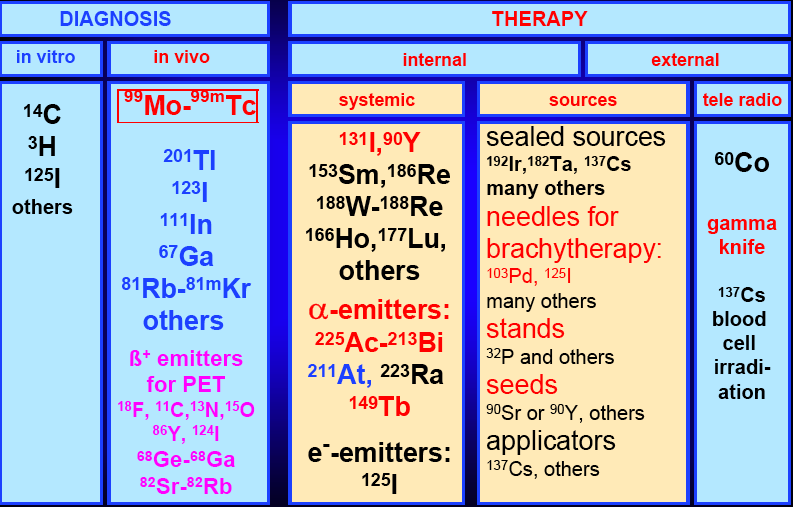 DIAGNOSIS
THERAPY
in vitro
in vivo
internal
external
¹⁴C
³H
¹²⁵I
others
⁹⁹Mo-⁹⁹ᵐTc
²⁰¹Tl
¹²³I
¹¹¹In
⁶⁷Ga
⁸¹Rb-⁸¹ᵐKr
others
ß⁺ emitters
for PET
¹⁸F, ¹¹C,¹³N,¹⁵O
⁸⁶Y, ¹²⁴I
⁶⁸Ge-⁶⁸Ga
⁸²Sr-⁸²Rb
systemic
¹³¹I,⁹⁰Y
¹⁵³Sm,¹⁸⁶Re
¹⁸⁸W-¹⁸⁸Re
¹⁶⁶Ho,¹⁷⁷Lu,
others
α-emitters:
²²⁵Ac-²¹³Bi
²¹¹At, ²²³Ra
¹⁴⁹Tb
e⁻-emitters:
¹²⁵I
sources
sealed sources
¹⁹²Ir,¹⁸²Ta, ¹³⁷Cs
many others
needles for
brachytherapy:
¹⁰³Pd, ¹²⁵I
many others
stands
³²P and others
seeds
⁹⁰Sr or ⁹⁰Y, others
applicators
¹³⁷Cs, others
tele radio
⁶⁰Co
gamma
knife
¹³⁷Cs
blood
cell
irradi-
ation